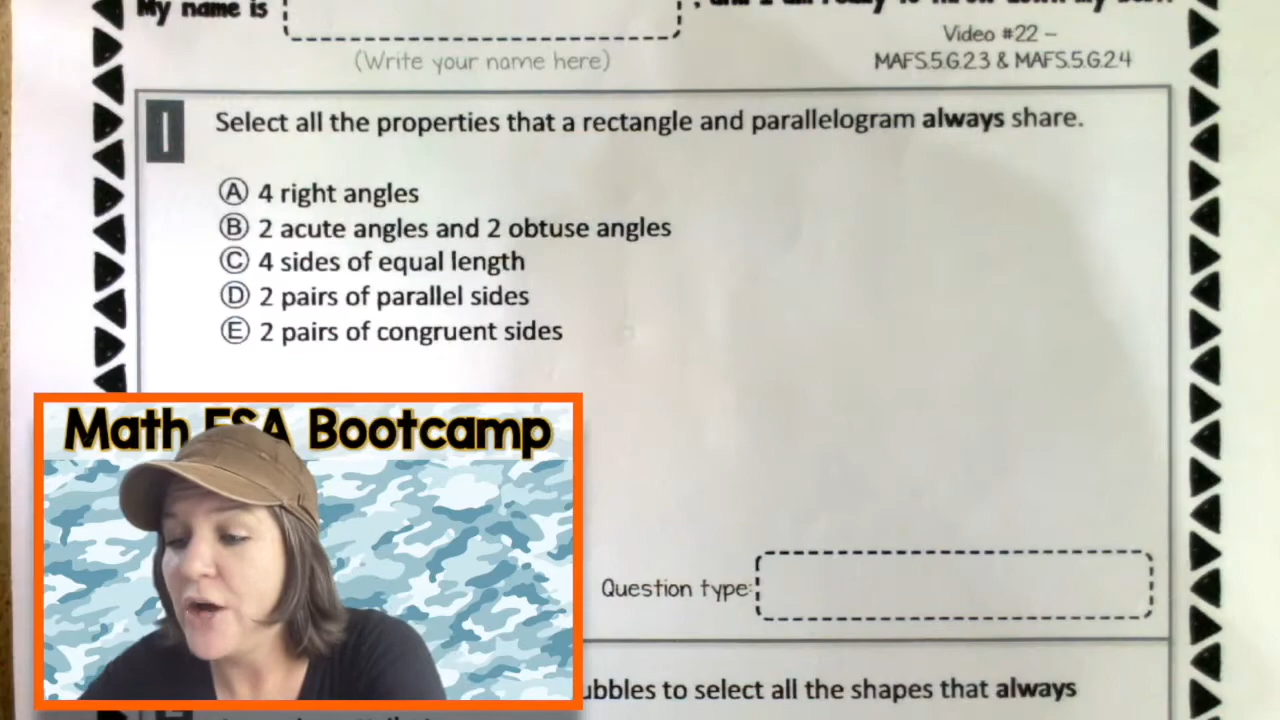 My name is
(Write your name here)
Video #22 –
MAFS.5.G.2.3 & MAFS.5.G.2.4
1 Select all the properties that a rectangle and parallelogram always share.
Ⓐ 4 right angles
Ⓑ 2 acute angles and 2 obtuse angles
Ⓒ 4 sides of equal length
Ⓓ 2 pairs of parallel sides
Ⓔ 2 pairs of congruent sides
Math FSA Bootcamp
Question type:
to select all the shapes that always